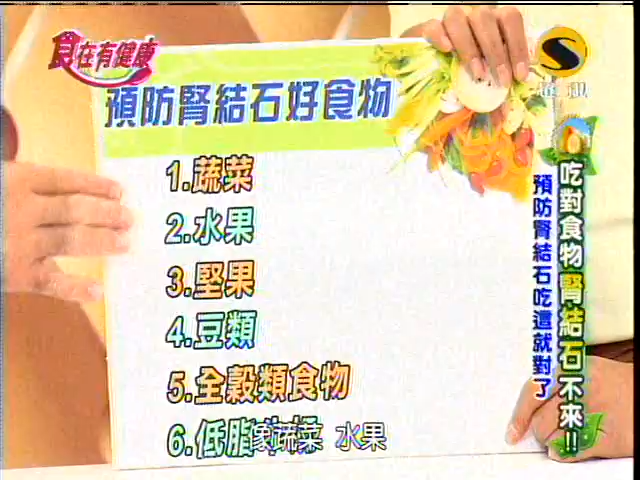 食在有健康
預防腎結石好食物
1.蔬菜
2.水果
3.堅果
4.豆類
5.全穀類食物
6.低脂
像蔬菜 水果
吃對食物腎結石不來!!
預防腎結石吃這就對了